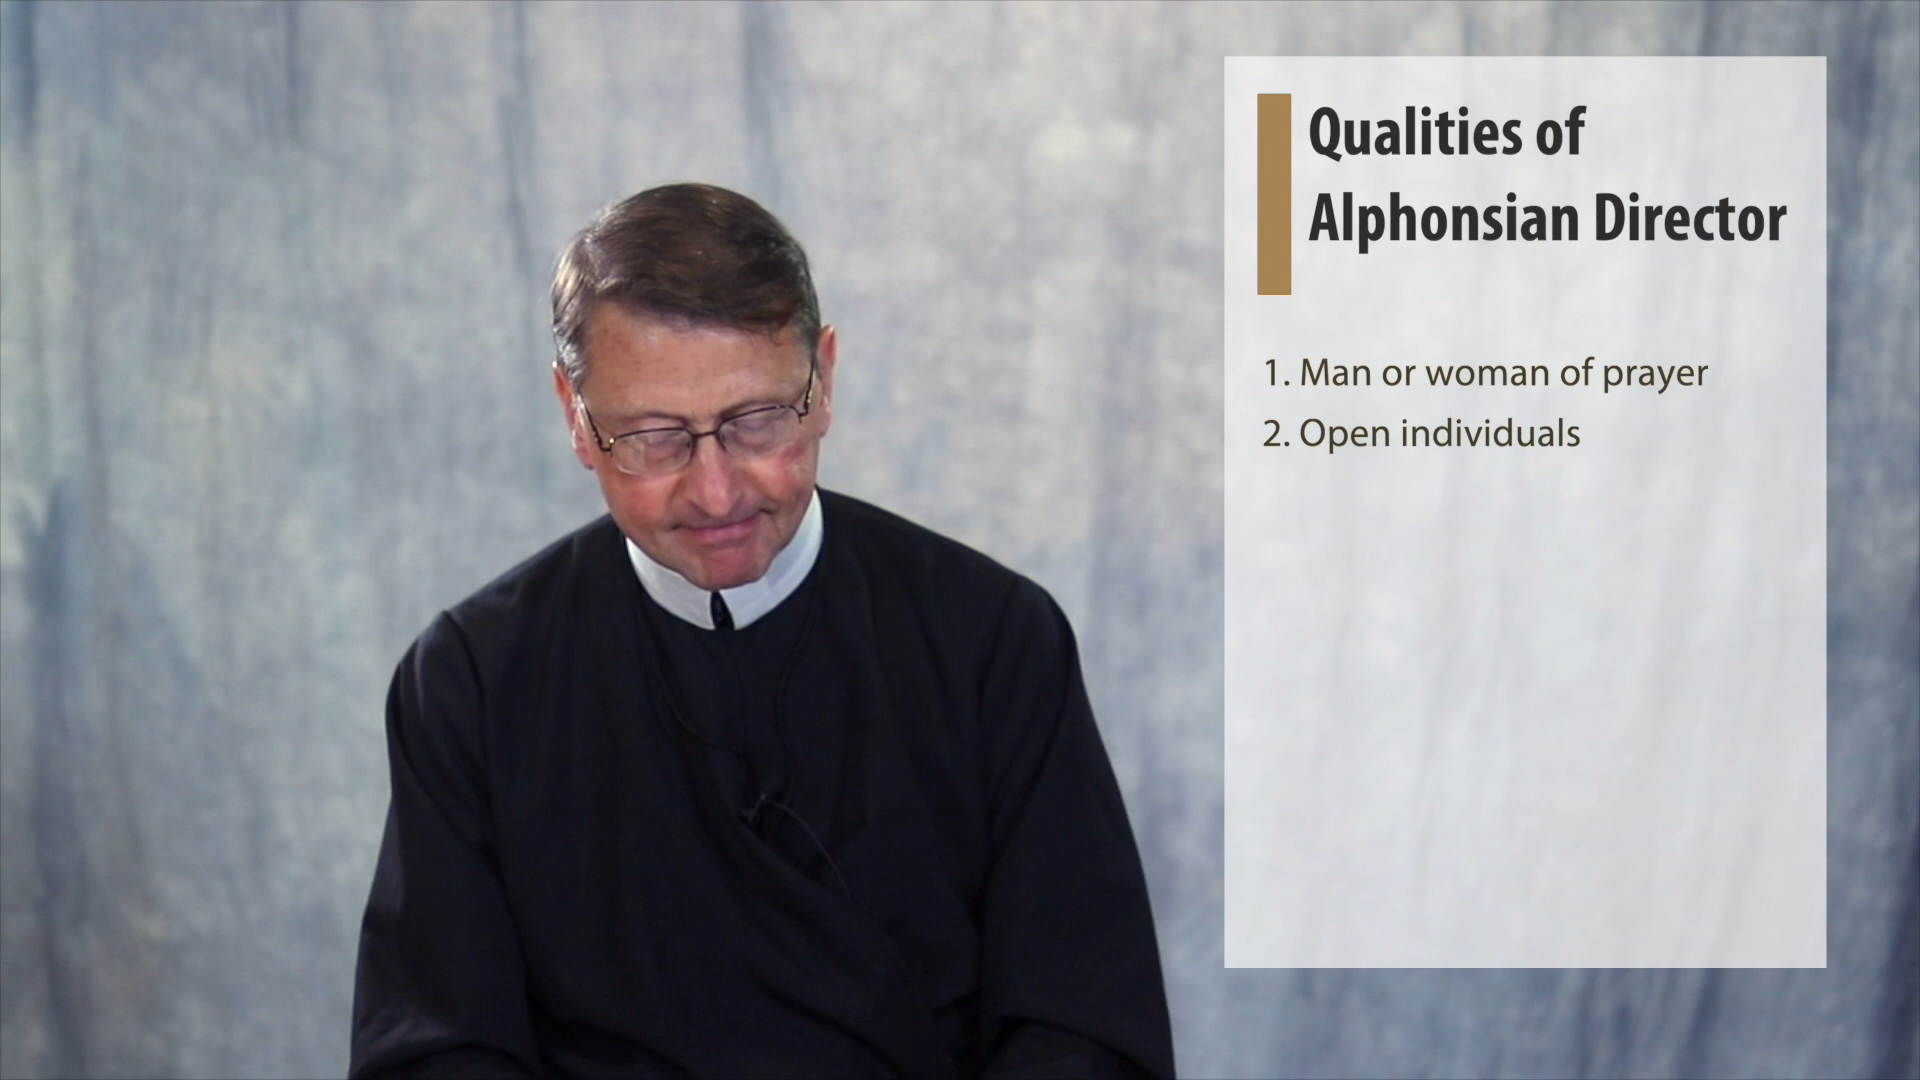 Qualities of
Alphonsian Director
1. Man or woman of prayer
2. Open individuals